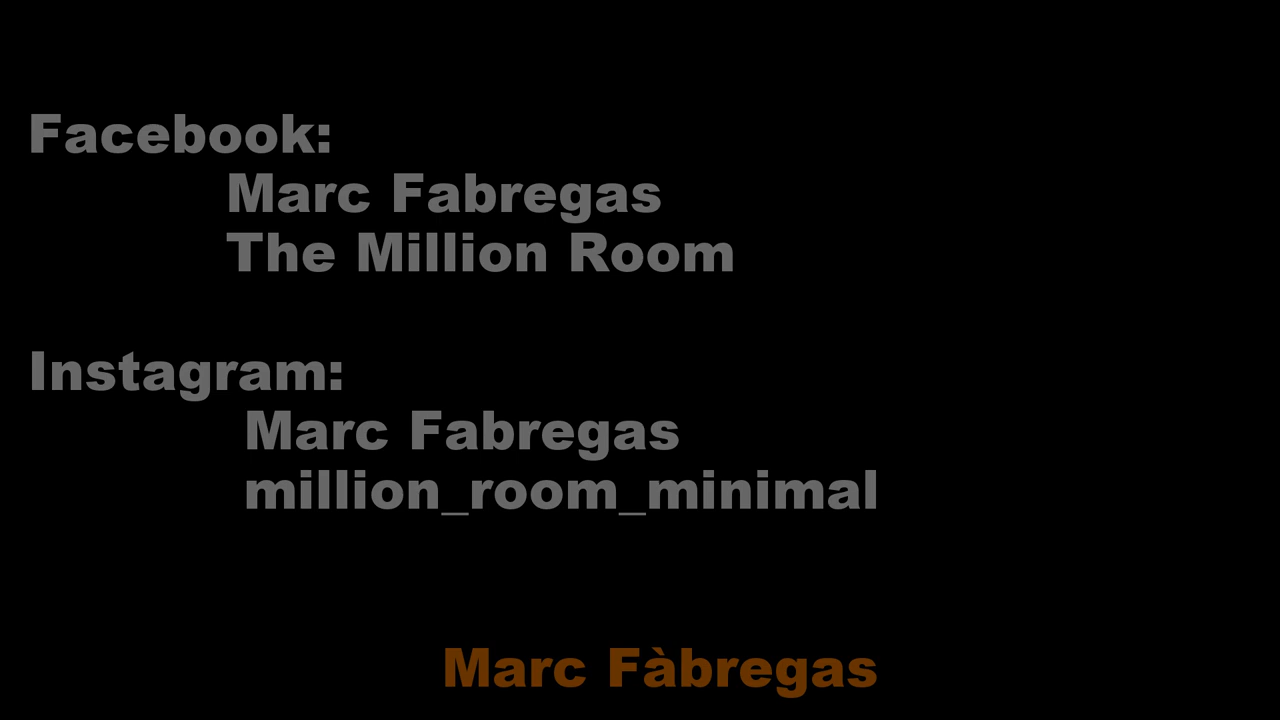 Facebook:
Marc Fabregas
The Million Room
Instagram:
Marc Fabregas
million_room_minimal
Marc Fàbregas